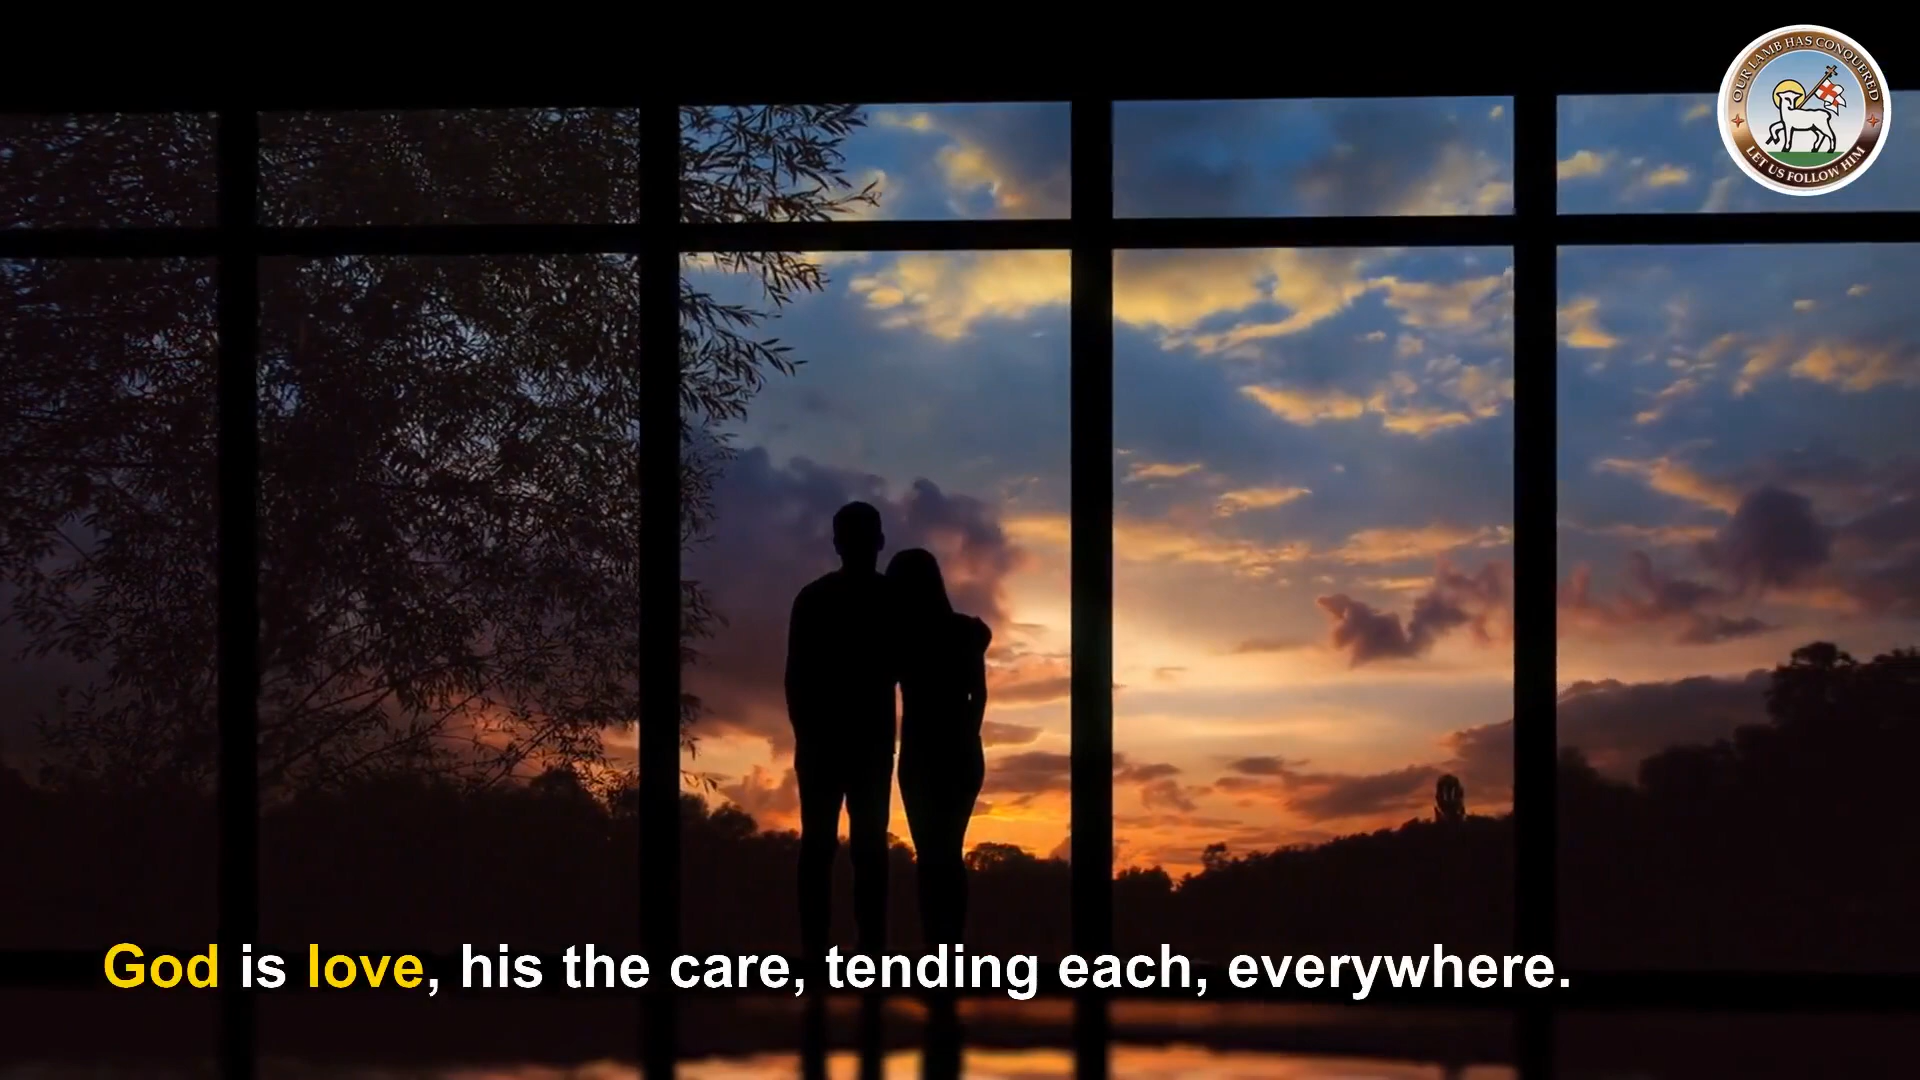 OUR LAMB HAS CONQUERED
LET US FOLLOW HIM
God is love, his the care, tending each, everywhere.